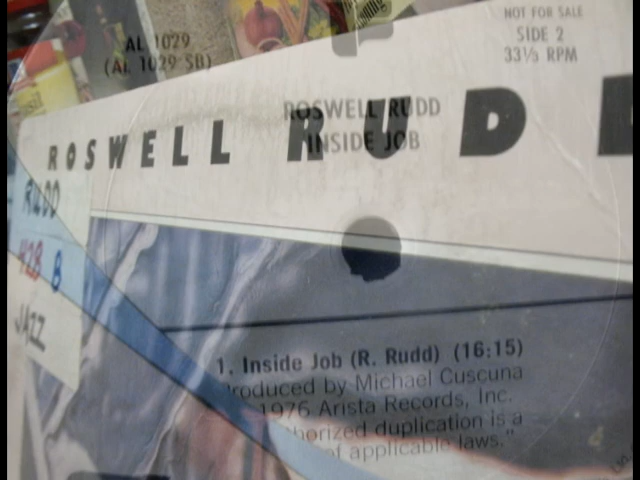 NOT FOR SALE
SIDE 2
33⅓ RPM
AL 1029
(AL 1029 SB)
ROSWELL RUDD
INSIDE JOB
ROSWELL RUDD
RUDD
428 B
JAZZ
1. Inside Job (R. Rudd) (16:15)
Produced by Michael Cuscuna
1976 Arista Records, Inc.
duplication is a
of applicable laws."